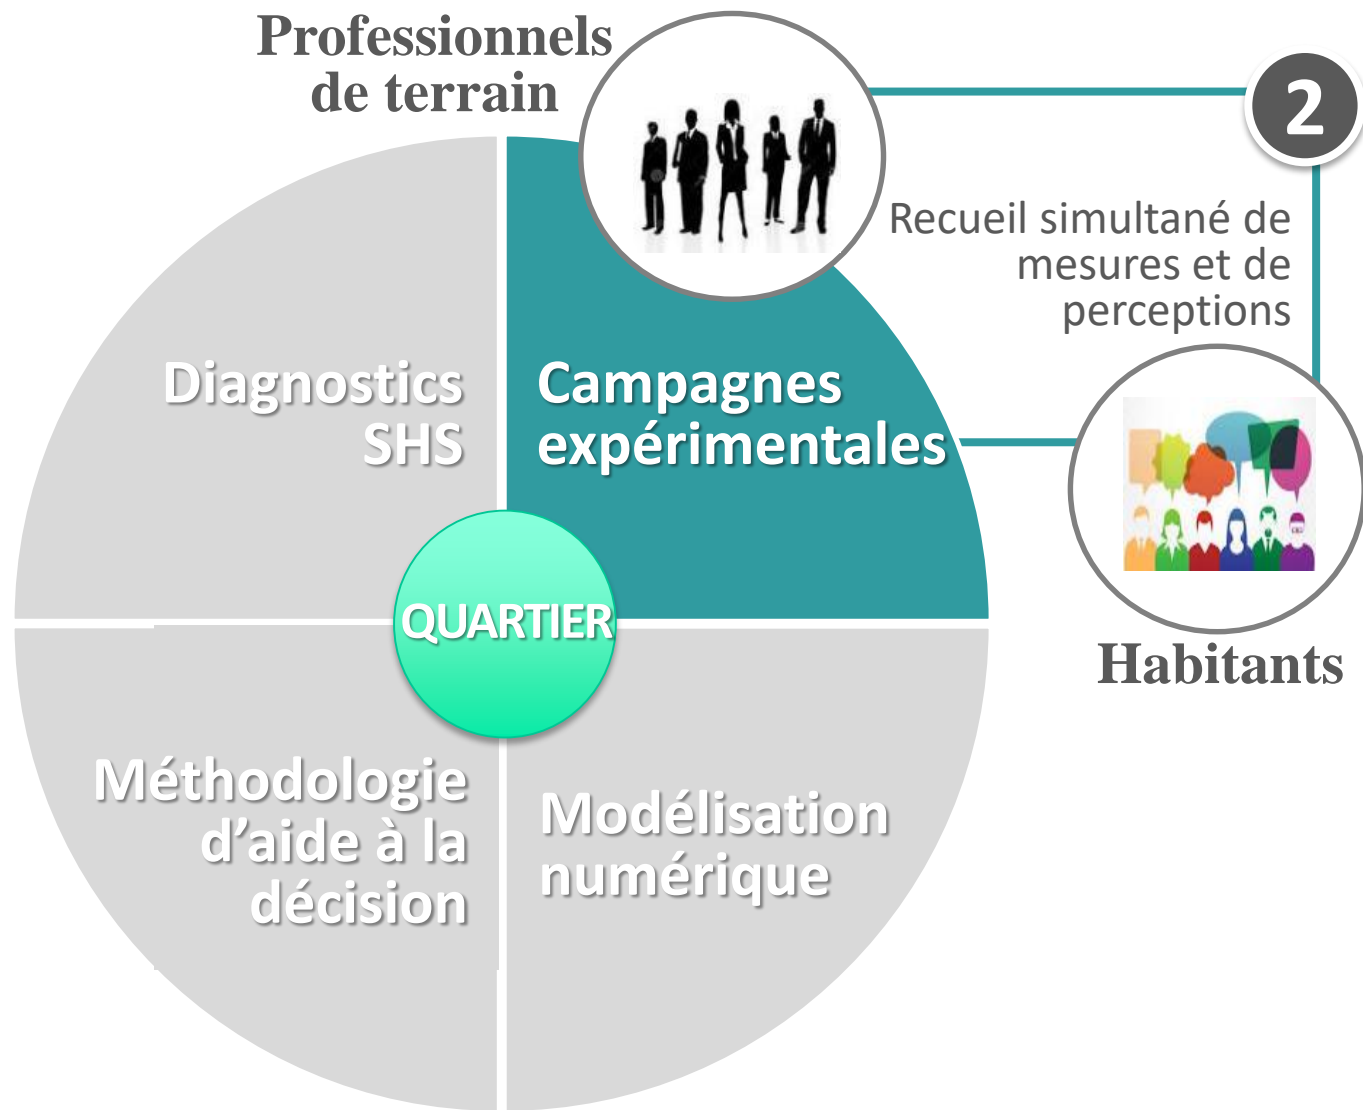 Professionnels
de terrain
2
Recueil simultané de
mesures et de
perceptions
Diagnostics
SHS
Campagnes
expérimentales
QUARTIER
Habitants
Méthodologie
d’aide à la
décision
Modélisation
numérique